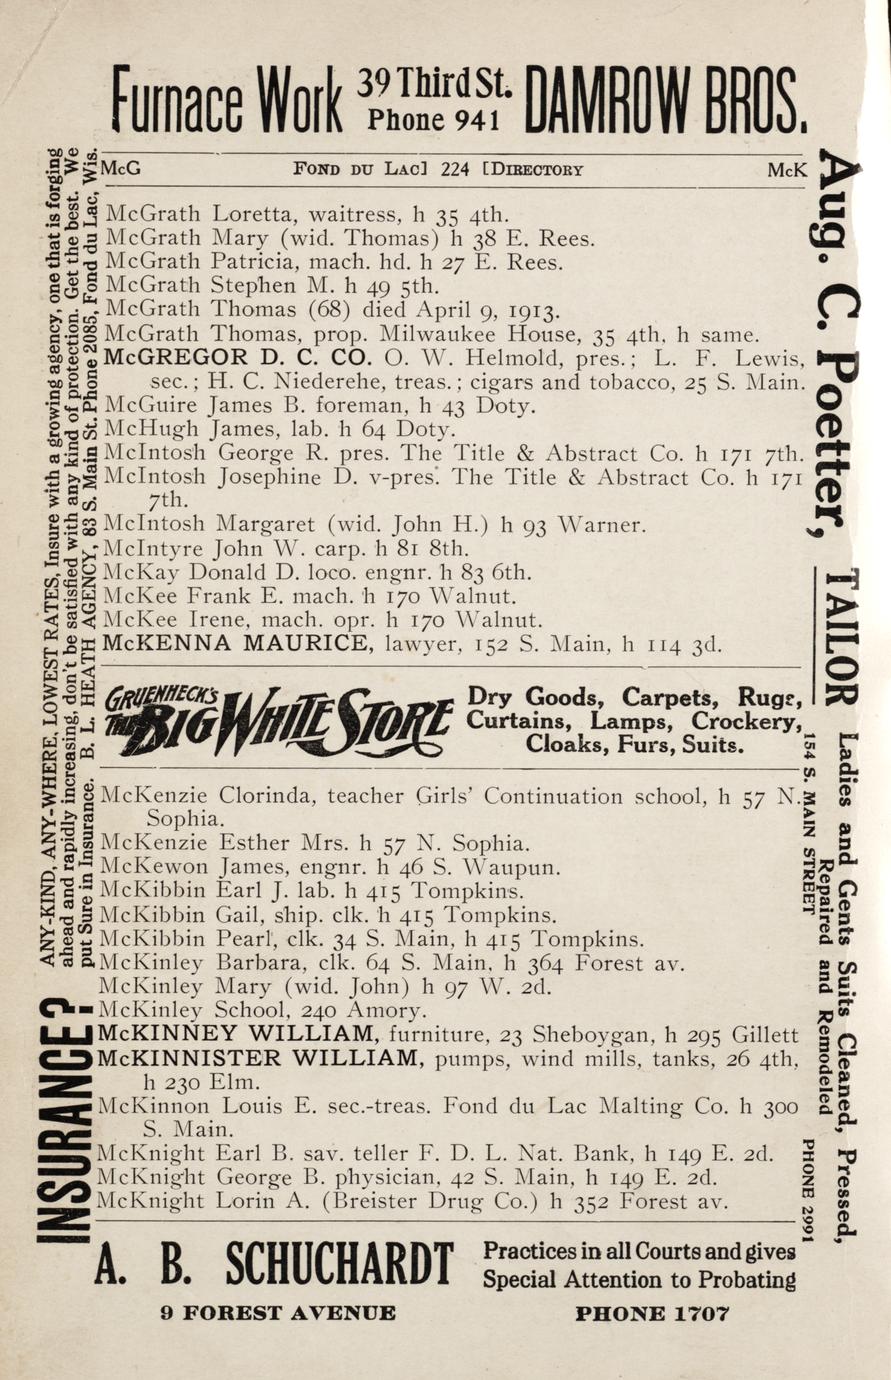 Furnace Work 39 Third St. DAMROW BROS.
Phone 941
McG FOND DU LAC] 224 [DIRECTORY McK
McGrath Loretta, waitress, h 35 4th.
McGrath Mary (wid. Thomas) h 38 E. Rees.
McGrath Patricia, mach. hd. h 27 E. Rees.
McGrath Stephen M. h 49 5th.
McGrath Thomas (68) died April 9, 1913.
McGrath Thomas, prop. Milwaukee House, 35 4th, h same.
McGREGOR D. C. CO. O. W. Helmold, pres.; L. F. Lewis,
sec.; H. C. Niederehe, treas.; cigars and tobacco, 25 S. Main.
McGuire James B. foreman, h 43 Doty.
McHugh James, lab. h 64 Doty.
McIntosh George R. pres. The Title & Abstract Co. h 171 7th.
McIntosh Josephine D. v-pres. The Title & Abstract Co. h 171
7th.
McIntosh Margaret (wid. John H.) h 93 Warner.
McIntyre John W. carp. h 81 8th.
McKay Donald D. loco. engnr. h 83 6th.
McKee Frank E. mach. h 170 Walnut.
McKee Irene, mach. opr. h 170 Walnut.
McKENNA MAURICE, lawyer, 152 S. Main, h 114 3d.
GRUENHECK'S
THE BIG WHITE STORE
Dry Goods, Carpets, Rugs,
Curtains, Lamps, Crockery,
Cloaks, Furs, Suits.
McKenzie Clorinda, teacher Girls' Continuation school, h 57 N.
Sophia.
McKenzie Esther Mrs. h 57 N. Sophia.
McKewon James, engnr. h 46 S. Waupun.
McKibbin Earl J. lab. h 415 Tompkins.
McKibbin Gail, ship. clk. h 415 Tompkins.
McKibbin Pearl, clk. 34 S. Main, h 415 Tompkins.
McKinley Barbara, clk. 64 S. Main, h 364 Forest av.
McKinley Mary (wid. John) h 97 W. 2d.
McKinley School, 240 Amory.
McKINNEY WILLIAM, furniture, 23 Sheboygan, h 295 Gillett
McKINNISTER WILLIAM, pumps, wind mills, tanks, 26 4th,
h 230 Elm.
McKinnon Louis E. sec.-treas. Fond du Lac Malting Co. h 300
S. Main.
McKnight Earl B. sav. teller F. D. L. Nat. Bank, h 149 E. 2d.
McKnight George B. physician, 42 S. Main, h 149 E. 2d.
McKnight Lorin A. (Breister Drug Co.) h 352 Forest av.
A. B. SCHUCHARDT Practices in all Courts and gives
Special Attention to Probating
9 FOREST AVENUE PHONE 1707
INSURANCE?
ANY-KIND, ANY-WHERE, LOWEST RATES, Insure with a growing agency, one that is forging
ahead and rapidly increasing, don't be satisfied with any kind of protection. Get the best. We
put Sure in Insurance. B. L. HEATH AGENCY, 83 S. Main St. Phone 2085, Fond du Lac, Wis.
Aug. C. Poetter, TAILOR
Ladies and Gents Suits Cleaned, Pressed,
Repaired and Remodeled
154 S. MAIN STREET PHONE 2991